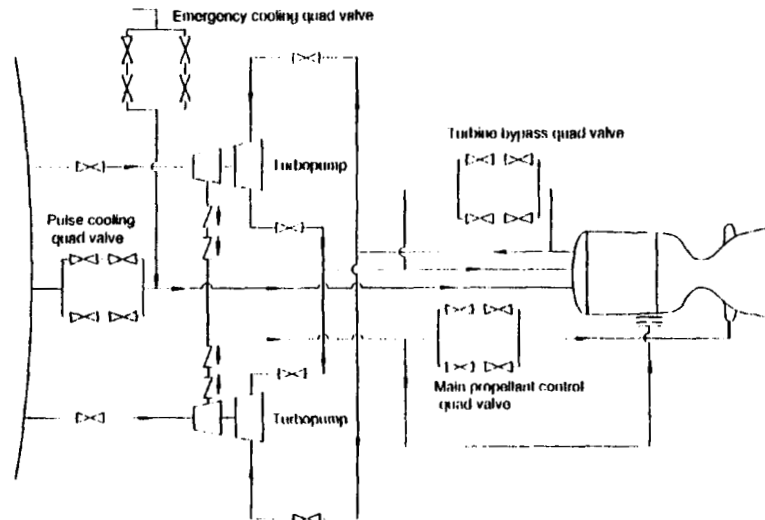 Emergency cooling quad valve
Turbine bypass quad valve
Turbopump
Pulse cooling
quad valve
Main propellant control
quad valve
Turbopump